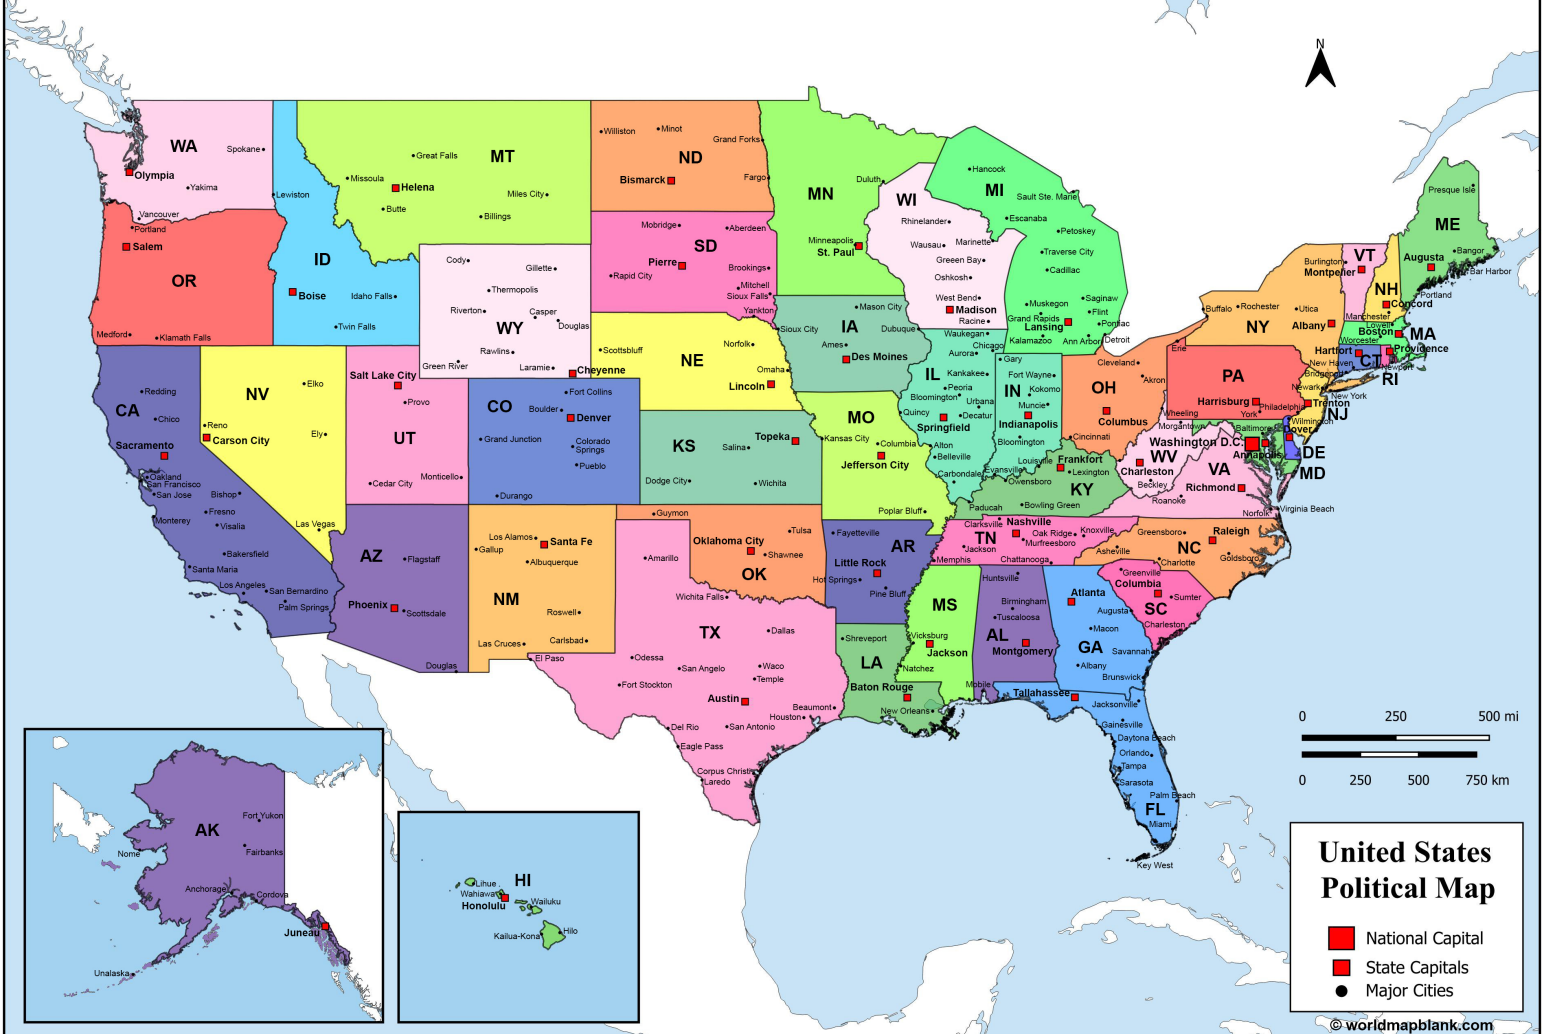 N
WA
Spokane
Olympia
Yakima
Vancouver
Portland
Salem
OR
Medford
Klamath Falls
Lewiston
ID
Boise
Idaho Falls
Twin Falls
MT
Great Falls
Missoula
Helena
Miles City
Butte
Billings
Cody
Gillette
Thermopolis
Riverton
Casper
WY
Douglas
Rawlins
Green River
Laramie
Cheyenne
Williston
Minot
Grand Forks
ND
Bismarck
Fargo
Mobridge
Aberdeen
SD
Pierre
Rapid City
Brookings
Mitchell
Sioux Falls
Yankton
Scottsbluff
NE
Norfolk
Omaha
Lincoln
Duluth
MN
Minneapolis
St. Paul
Mason City
IA
Sioux City
Dubuque
Ames
Des Moines
WI
Rhinelander
Wausau
Marinette
Greeen Bay
Oshkosh
West Bend
Madison
Racine
Hancock
MI
Sault Ste. Marie
Escanaba
Petoskey
Traverse City
Cadillac
Muskegon
Saginaw
Grand Rapids
Flint
Lansing
Pontiac
Kalamazoo
Ann Arbor
Detroit
Waukegan
Chicago
Aurora
IL
Kankakee
Peoria
Bloomington
Urbana
Quincy
Decatur
Springfield
Alton
Belleville
Carbondale
Gary
Fort Wayne
IN
Kokomo
Muncie
Indianapolis
Bloomington
Evansville
Cleveland
Akron
OH
Columbus
Cincinnati
Louisville
Frankfort
Lexington
Owensboro
KY
Bowling Green
Paducah
CA
Redding
Chico
Sacramento
Oakland
San Francisco
San Jose
Bishop
Monterey
Fresno
Visalia
Bakersfield
Santa Maria
Los Angeles
San Bernardino
Palm Springs
NV
Elko
Reno
Carson City
Ely
Las Vegas
Salt Lake City
Provo
UT
Cedar City
Monticello
CO
Fort Collins
Boulder
Denver
Grand Junction
Colorado
Springs
Pueblo
Durango
KS
Topeka
Salina
Dodge City
Wichita
MO
Kansas City
Columbia
Jefferson City
Poplar Bluff
AZ
Flagstaff
Phoenix
Scottsdale
Douglas
Los Alamos
Santa Fe
Gallup
Albuquerque
NM
Roswell
Las Cruces
Carlsbad
Guymon
Tulsa
Oklahoma City
Shawnee
OK
Amarillo
Wichita Falls
TX
Dallas
El Paso
Odessa
San Angelo
Waco
Temple
Fort Stockton
Austin
Beaumont
Houston
Del Rio
San Antonio
Eagle Pass
Corpus Christi
Laredo
Fayetteville
AR
Little Rock
Hot Springs
Pine Bluff
Shreveport
LA
Baton Rouge
New Orleans
MS
Vicksburg
Jackson
Natchez
Clarksville
Nashville
TN
Oak Ridge
Knoxville
Murfreesboro
Jackson
Memphis
Chattanooga
Huntsville
Birmingham
Tuscaloosa
AL
Montgomery
Mobile
Atlanta
Augusta
Macon
GA
Savannah
Albany
Brunswick
Tallahassee
Jacksonville
Gainesville
Daytona Beach
Orlando
Tampa
Sarasota
Palm Beach
FL
Miami
Key West
Greenville
Columbia
Sumter
SC
Charleston
Greensboro
Raleigh
NC
Asheville
Charlotte
Goldsboro
Wheeling
Morgantown
WV
Charleston
Beckley
VA
Richmond
Roanoke
Norfolk
Virginia Beach
Washington D.C.
Baltimore
Annapolis
MD
Dover
DE
Wilmington
Erie
PA
Harrisburg
York
Philadelphia
Newark
Trenton
NJ
Buffalo
Rochester
Utica
NY
Albany
New York
Burlington
VT
Montpelier
NH
Concord
Manchester
Presque Isle
ME
Bangor
Augusta
Bar Harbor
Portland
Lowell
Boston
MA
Worcester
Providence
Hartfort
CT
New Haven
Newport
RI
Bridgeport
AK
Fort Yukon
Nome
Fairbanks
Anchorage
Cordova
Juneau
Unalaska
HI
Lihue
Wahiawa
Honolulu
Wailuku
Kailua-Kona
Hilo
0 250 500 mi
0 250 500 750 km
United States
Political Map
National Capital
State Capitals
Major Cities
© worldmapblank.com